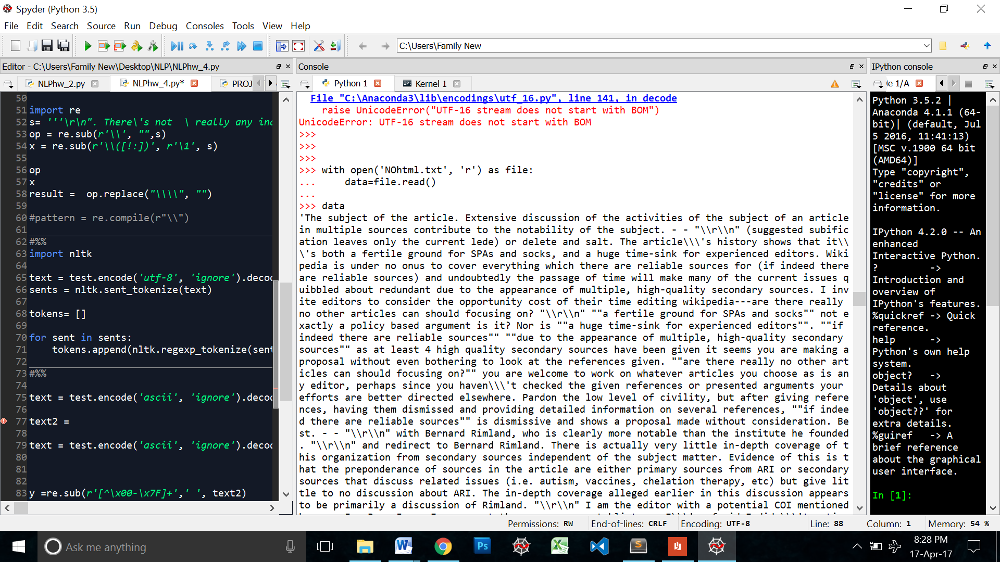 Spyder (Python 3.5)
File Edit Search Source Run Debug Consoles Tools View Help
C:\Users\Family New
Editor - C:\Users\Family New\Desktop\NLP\NLPhw_4.py
NLPhw_2.py NLPhw_4.py* PROJ
50
51 import re
52 s= '''\r\n". There\'s not  \ really any inc
53 op = re.sub(r'\\', "",s)
54 x = re.sub(r'\\([!:])', r'\1', s)
55
56 op
57 x
58 result =  op.replace("\\\\", "")
59
60 #pattern = re.compile(r"\\")
61
62 #%%
63 import nltk
64
65 text = test.encode('utf-8', 'ignore').deco
66 sents = nltk.sent_tokenize(text)
67
68 tokens= []
69
70 for sent in sents:
71     tokens.append(nltk.regexp_tokenize(sent
72
73 #%%
74
75 text = test.encode('ascii', 'ignore').deco
76
77 text2 =
78
79 text = test.encode('ascii', 'ignore').deco
80
81
82
83 y =re.sub(r'[^\x00-\x7F]+',' ', text2)
Console
Python 1 IP: Kernel 1
File "C:\Anaconda3\lib\encodings\utf_16.py", line 141, in decode
raise UnicodeError("UTF-16 stream does not start with BOM")
UnicodeError: UTF-16 stream does not start with BOM
>>>
>>>
>>>
>>> with open('NOhtml.txt', 'r') as file:
...     data=file.read()
...
>>> data
'The subject of the article. Extensive discussion of the activities of the subject of an article
in multiple sources contribute to the notability of the subject. - - "\\r\\n" (suggested subific
ation leaves only the current lede) or delete and salt. The article\\\'s history shows that it\\
\'s both a fertile ground for SPAs and socks, and a huge time-sink for experienced editors. Wiki
pedia is under no onus to cover everything which there are reliable sources for (if indeed there
are reliable sources) and undoubtedly the passage of time will make many of the current issues q
uibbled about redundant due to the appearance of multiple, high-quality secondary sources. I inv
ite editors to consider the opportunity cost of their time editing wikipedia---are there really
no other articles can should focusing on? "\\r\\n" ""a fertile ground for SPAs and socks"" not e
xactly a policy based argument is it? Nor is ""a huge time-sink for experienced editors"". ""if
indeed there are reliable sources"" ""due to the appearance of multiple, high-quality secondary
sources"" as at least 4 high quality secondary sources have been given it seems you are making a
proposal without even bothering to look at the references given. ""are there really no other art
icles can should focusing on?"" you are welcome to work on whatever articles you choose as is an
y editor, perhaps since you haven\\\'t checked the given references or presented arguments your
efforts are better directed elsewhere. Pardon the low level of civility, but after giving refere
nces, having them dismissed and providing detailed information on several references, ""if indee
d there are reliable sources"" is dismissive and shows a proposal made without consideration. Be
st. - - "\\r\\n" with Bernard Rimland, who is clearly more notable than the institute he founded
. "\\r\\n" and redirect to Bernard Rimland. There is actually very little in-depth coverage of t
his organization from secondary sources independent of the subject matter. Evidence of this is t
hat the preponderance of sources in the article are either primary sources from ARI or secondary
sources that discuss related issues (i.e. autism, vaccines, chelation therapy, etc) but give lit
tle to no discussion about ARI. The in-depth coverage alleged earlier in this discussion appears
to be primarily a discussion of Rimland. "\\r\\n" I am the editor with a potential COI mentioned
IPython console
e 1/A
Python 3.5.2 |
Anaconda 4.1.1 (64-
bit)| (default, Jul
5 2016, 11:41:13)
[MSC v.1900 64 bit
(AMD64)]
Type "copyright",
"credits" or
"license" for more
information.
IPython 4.2.0 -- An
enhanced
Interactive Python.
?         ->
Introduction and
overview of
IPython's features.
%quickref -> Quick
reference.
help      ->
Python's own help
system.
object?   ->
Details about
'object', use
'object??' for
extra details.
%guiref   -> A
brief reference
about the graphical
user interface.
In [1]:
Permissions: RW End-of-lines: CRLF Encoding: UTF-8 Line: 88 Column: 1 Memory: 54 %
Ask me anything
Ps
8:28 PM
17-Apr-17